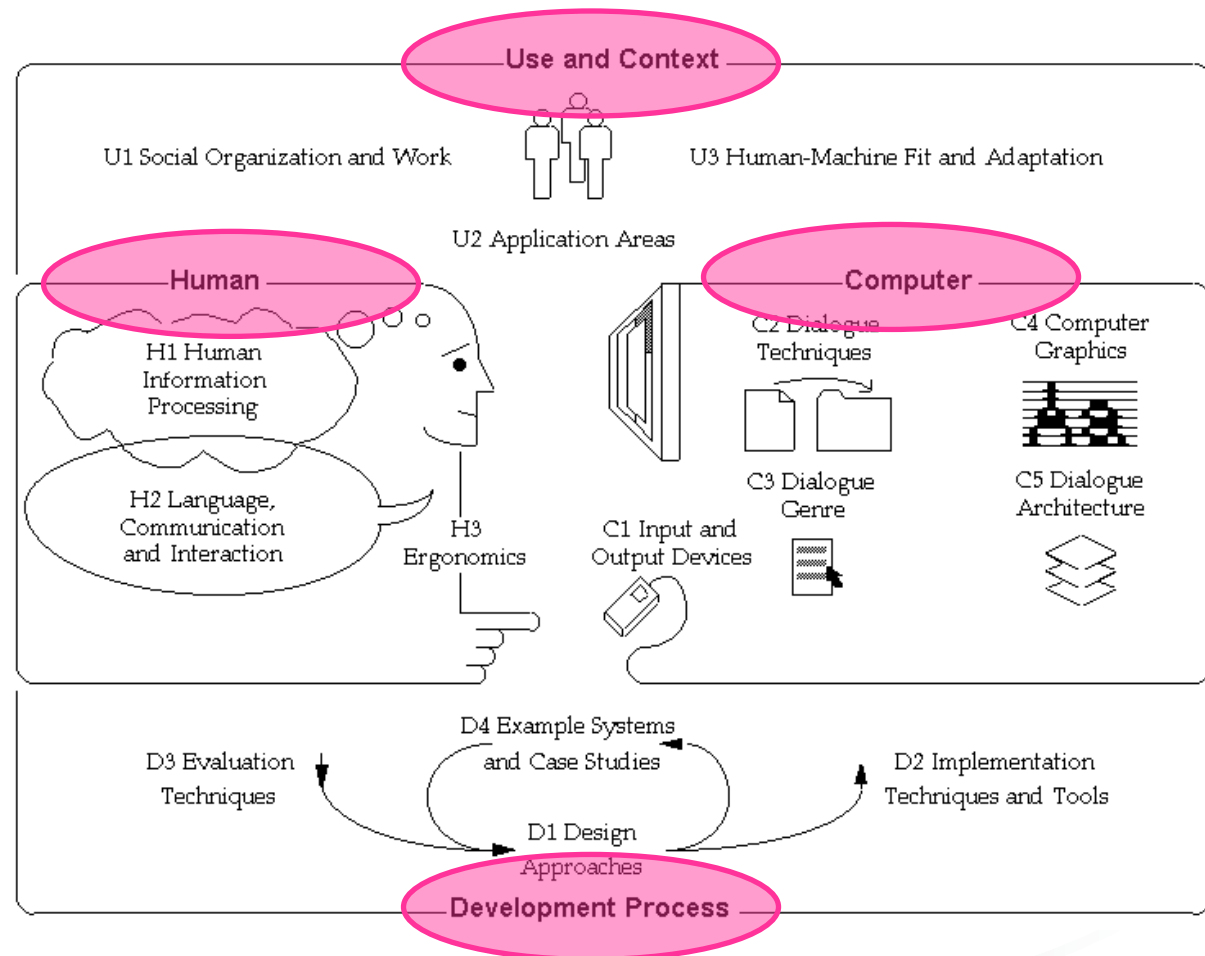 Use and Context
U1 Social Organization and Work
U3 Human-Machine Fit and Adaptation
U2 Application Areas
Human
H1 Human
Information
Processing
H2 Language,
Communication
and Interaction
H3
Ergonomics
Computer
C2 Dialogue
Techniques
C4 Computer
Graphics
C3 Dialogue
Genre
C5 Dialogue
Architecture
C1 Input and
Output Devices
D3 Evaluation
Techniques
D4 Example Systems
and Case Studies
D2 Implementation
Techniques and Tools
D1 Design
Approaches
Development Process